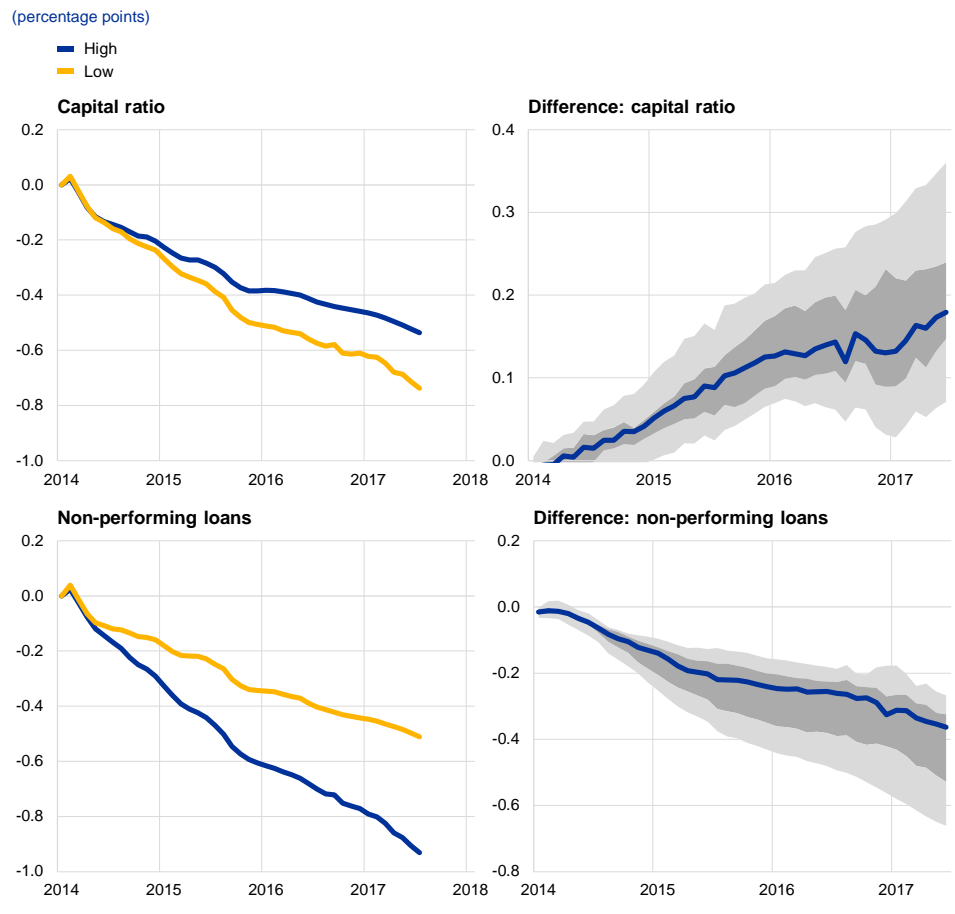 (percentage points)
High
Low
Capital ratio
0.2
0.0
-0.2
-0.4
-0.6
-0.8
-1.0
2014 2015 2016 2017 2018
Difference: capital ratio
0.4
0.3
0.2
0.1
0.0
2014 2015 2016 2017
Non-performing loans
0.2
0.0
-0.2
-0.4
-0.6
-0.8
-1.0
2014 2015 2016 2017 2018
Difference: non-performing loans
0.2
0.0
-0.2
-0.4
-0.6
-0.8
2014 2015 2016 2017